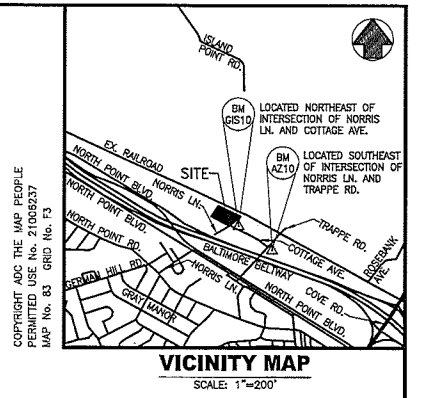 COPYRIGHT ADC THE MAP PEOPLE
PERMITTED USE No. 21006237
MAP No. 83 GRID No. F3
ISLAND
POINT RD.
BM
GIS10
LOCATED NORTHEAST OF
INTERSECTION OF NORRIS
LN. AND COTTAGE AVE.
BM
AZ10
LOCATED SOUTHEAST
OF INTERSECTION OF
NORRIS LN. AND
TRAPPE RD.
EX. RAILROAD
NORTH POINT BLVD.
SITE
NORRIS LN.
NORTH POINT BLVD.
NORTH POINT RD.
TRAPPE RD.
COTTAGE AVE.
ROSEBANK
AVE.
BALTIMORE BELTWAY
GERMAN HILL RD.
NORRIS LN.
GRAY MANOR
NORTH POINT BLVD.
COVE RD.
VICINITY MAP
SCALE: 1"=200'